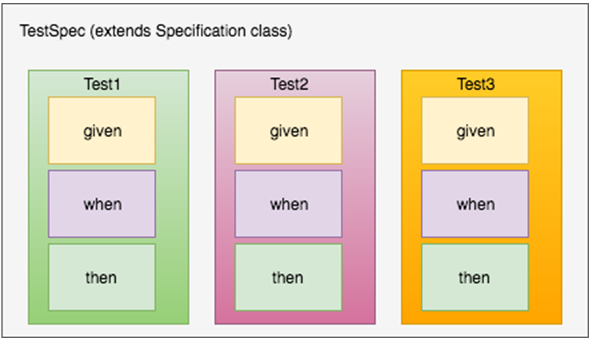 TestSpec (extends Specification class)
Test1
given
when
then
Test2
given
when
then
Test3
given
when
then